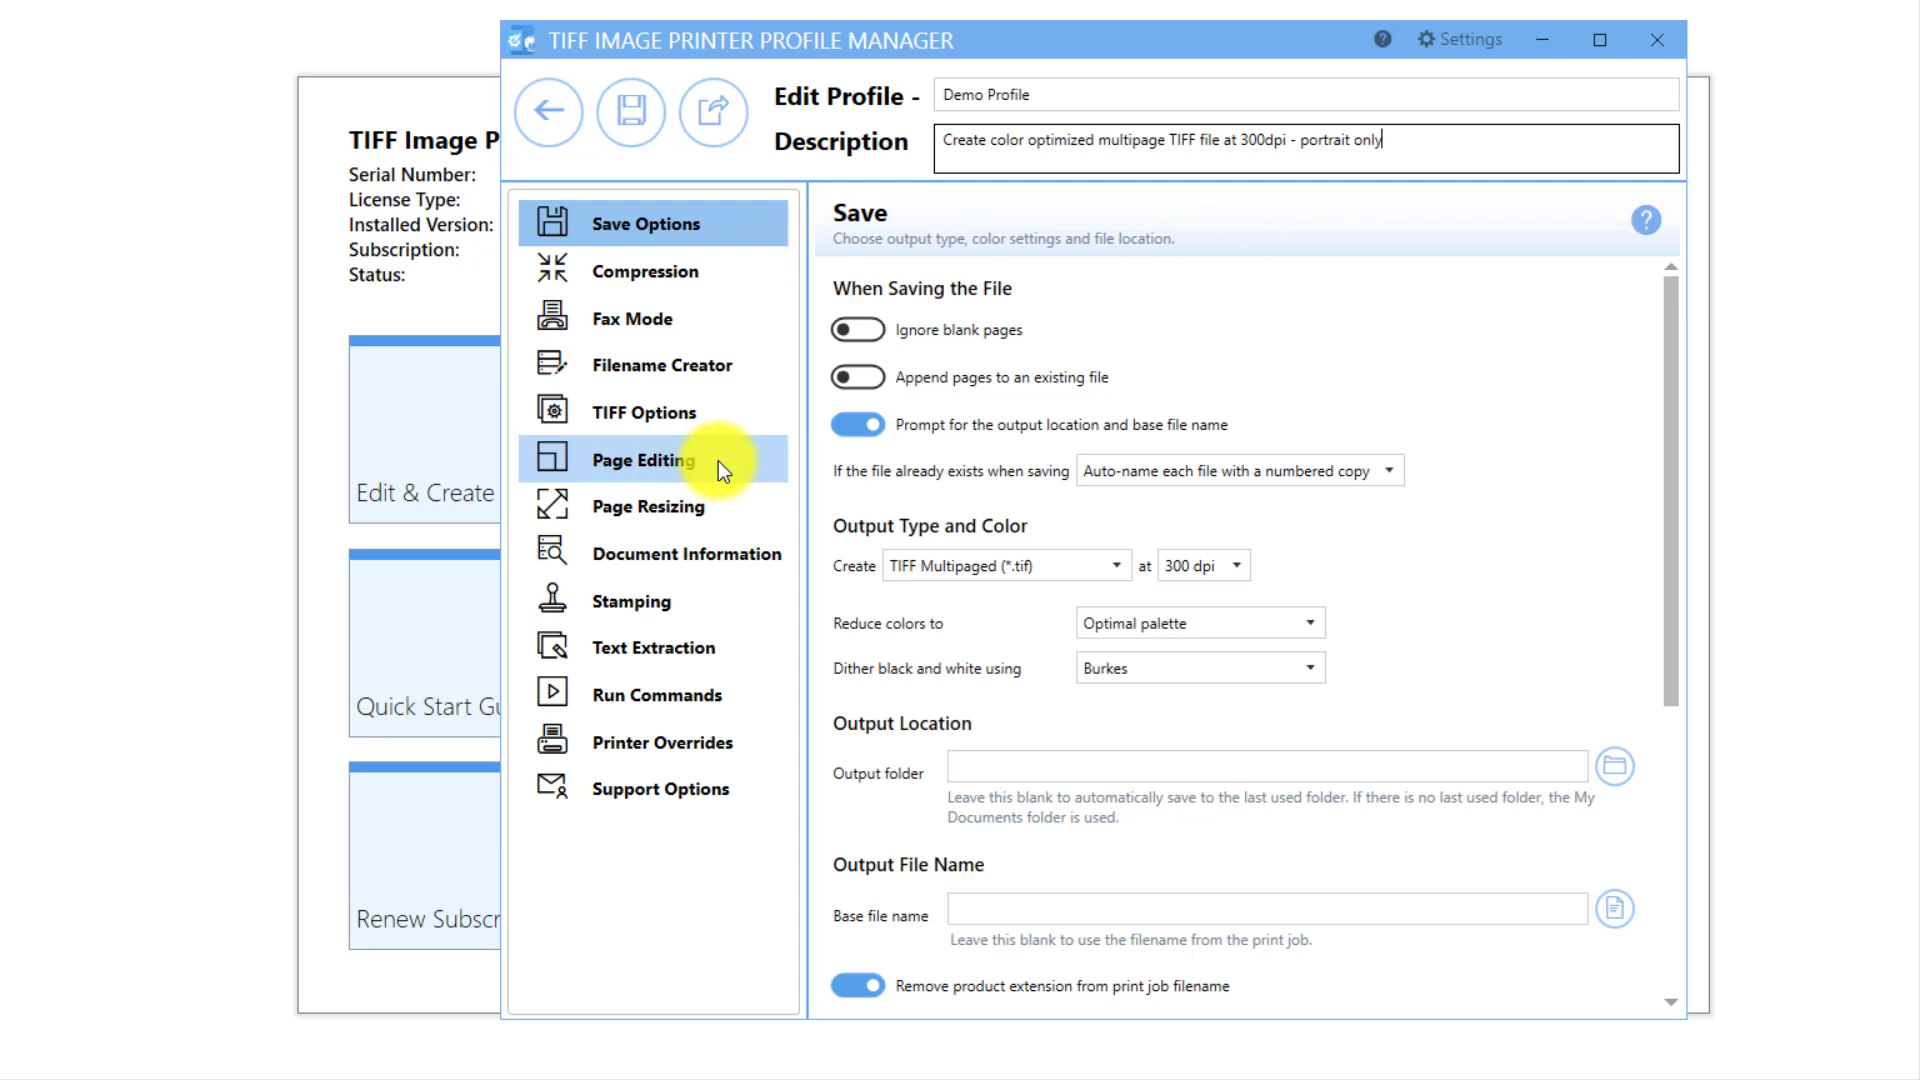 TIFF IMAGE PRINTER PROFILE MANAGER
Settings
Edit Profile -
Demo Profile
Description
Create color optimized multipage TIFF file at 300dpi - portrait only
TIFF Image P
Serial Number:
License Type:
Installed Version:
Subscription:
Status:
Edit & Create
Quick Start Gu
Renew Subscr
Save Options
Compression
Fax Mode
Filename Creator
TIFF Options
Page Editing
Page Resizing
Document Information
Stamping
Text Extraction
Run Commands
Printer Overrides
Support Options
Save
Choose output type, color settings and file location.
When Saving the File
Ignore blank pages
Append pages to an existing file
Prompt for the output location and base file name
If the file already exists when saving Auto-name each file with a numbered copy
Output Type and Color
Create TIFF Multipaged (*.tif) at 300 dpi
Reduce colors to Optimal palette
Dither black and white using Burkes
Output Location
Output folder
Leave this blank to automatically save to the last used folder. If there is no last used folder, the My
Documents folder is used.
Output File Name
Base file name
Leave this blank to use the filename from the print job.
Remove product extension from print job filename